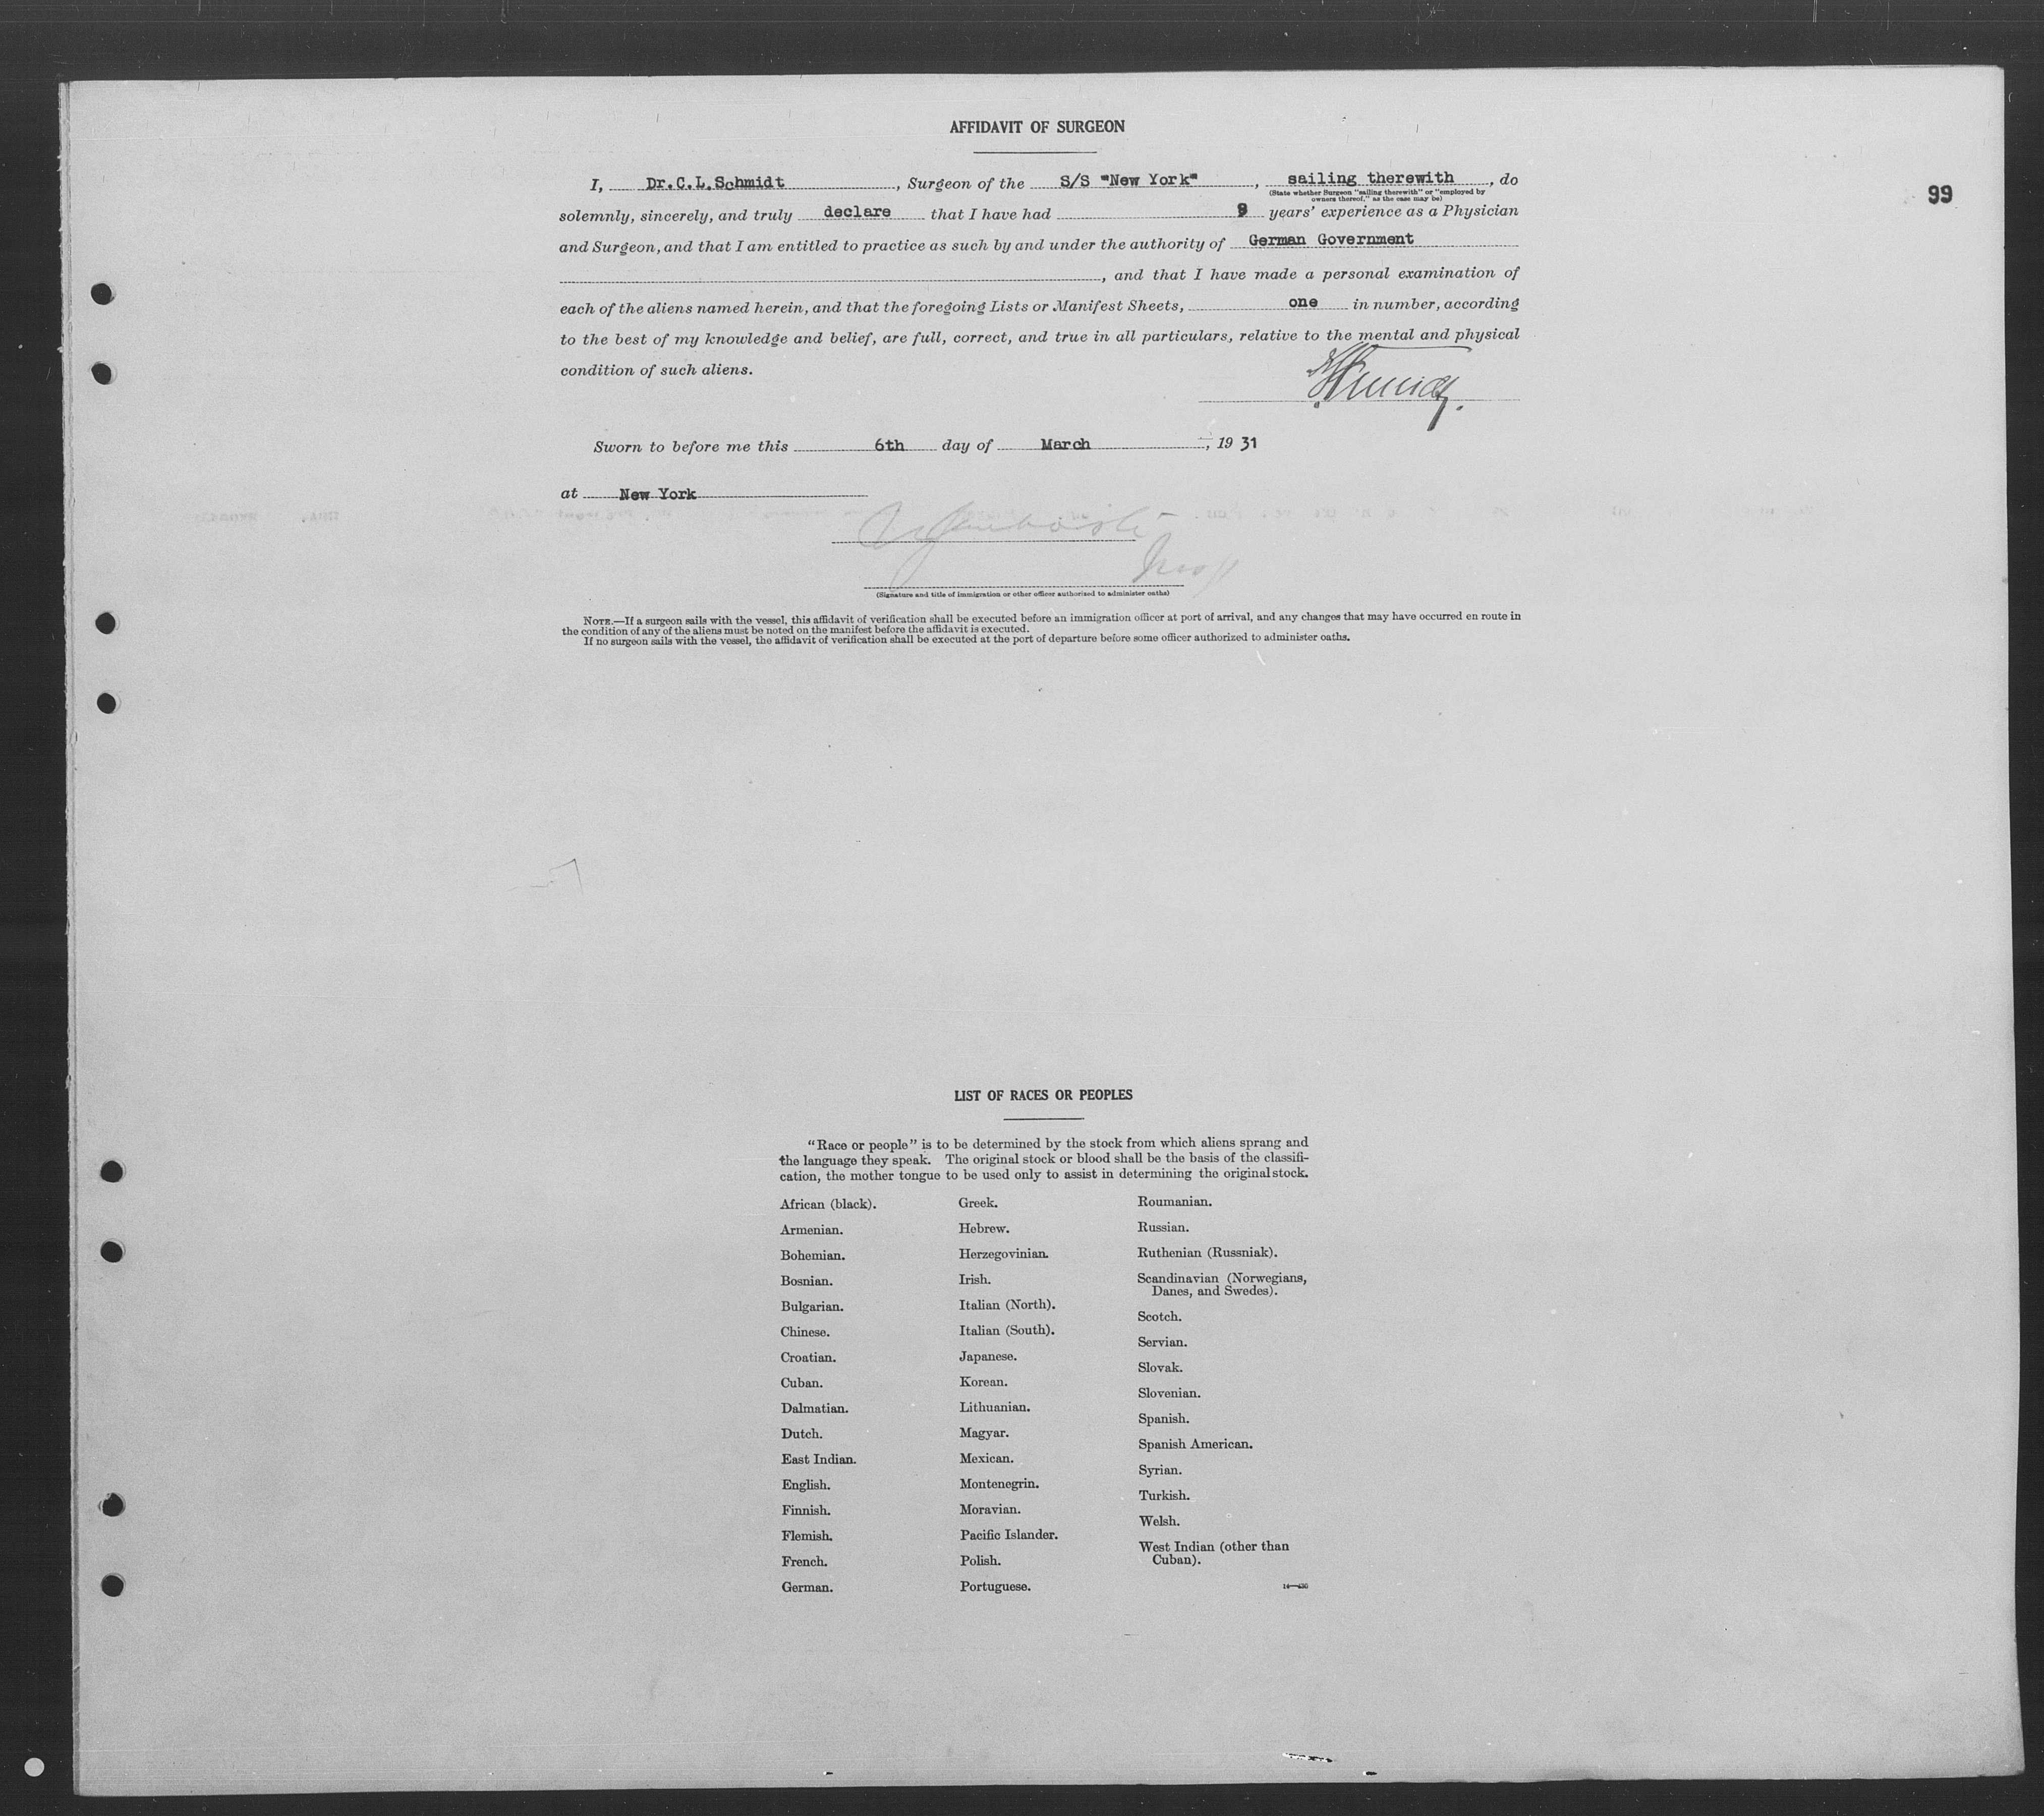 AFFIDAVIT OF SURGEON
99
I, Dr.C.L.Schmidt, Surgeon of the S/S "New York", sailing therewith, do
(State whether Surgeon "sailing therewith" or "employed by
owners thereof," as the case may be)
solemnly, sincerely, and truly declare that I have had 9 years' experience as a Physician
and Surgeon, and that I am entitled to practice as such by and under the authority of German Government
, and that I have made a personal examination of
each of the aliens named herein, and that the foregoing Lists or Manifest Sheets, one in number, according
to the best of my knowledge and belief, are full, correct, and true in all particulars, relative to the mental and physical
condition of such aliens.
Sworn to before me this 6th day of March, 1931
at New York
(Signature and title of immigration or other officer authorized to administer oaths)
NOTE.—If a surgeon sails with the vessel, this affidavit of verification shall be executed before an immigration officer at port of arrival, and any changes that may have occurred en route in
the condition of any of the aliens must be noted on the manifest before the affidavit is executed.
If no surgeon sails with the vessel, the affidavit of verification shall be executed at the port of departure before some officer authorized to administer oaths.
LIST OF RACES OR PEOPLES
"Race or people" is to be determined by the stock from which aliens sprang and
the language they speak. The original stock or blood shall be the basis of the classifi-
cation, the mother tongue to be used only to assist in determining the original stock.
African (black).
Armenian.
Bohemian.
Bosnian.
Bulgarian.
Chinese.
Croatian.
Cuban.
Dalmatian.
Dutch.
East Indian.
English.
Finnish.
Flemish.
French.
German.
Greek.
Hebrew.
Herzegovinian.
Irish.
Italian (North).
Italian (South).
Japanese.
Korean.
Lithuanian.
Magyar.
Mexican.
Montenegrin.
Moravian.
Pacific Islander.
Polish.
Portuguese.
Roumanian.
Russian.
Ruthenian (Russniak).
Scandinavian (Norwegians,
Danes, and Swedes).
Scotch.
Servian.
Slovak.
Slovenian.
Spanish.
Spanish American.
Syrian.
Turkish.
Welsh.
West Indian (other than
Cuban).